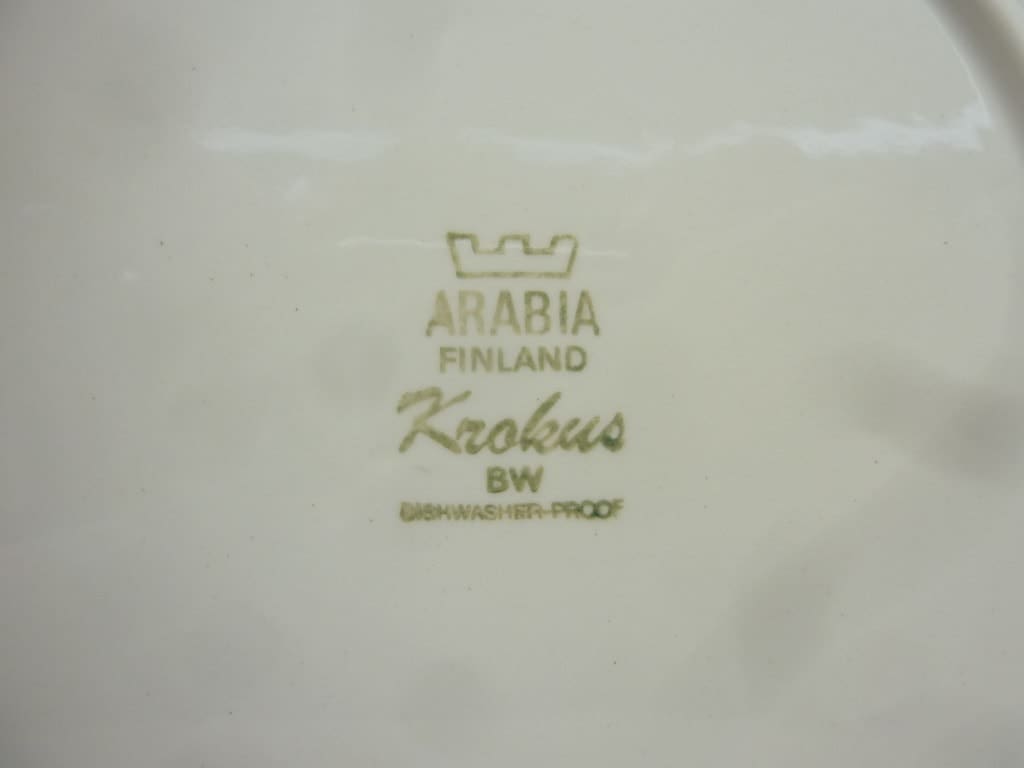 ARABIA
FINLAND
Krokus
BW
DISHWASHER-PROOF